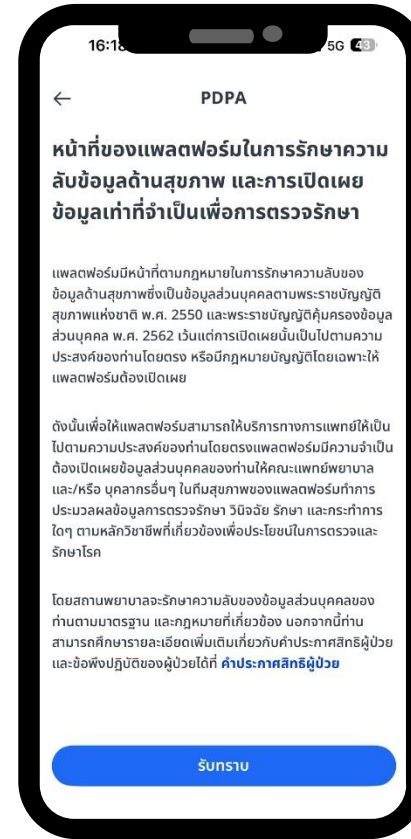 16:18
5G 43
PDPA
หน้าที่ของแพลตฟอร์มในการรักษาความ
ลับข้อมูลด้านสุขภาพ และการเปิดเผย
ข้อมูลเท่าที่จำเป็นเพื่อการตรวจรักษา
แพลตฟอร์มมีหน้าที่ตามกฎหมายในการรักษาความลับของ
ข้อมูลด้านสุขภาพซึ่งเป็นข้อมูลส่วนบุคคลตามพระราชบัญญัติ
สุขภาพแห่งชาติ พ.ศ. 2550 และพระราชบัญญัติคุ้มครองข้อมูล
ส่วนบุคคล พ.ศ. 2562 เว้นแต่การเปิดเผยนั้นเป็นไปตามความ
ประสงค์ของท่านโดยตรง หรือมีกฎหมายบัญญัติโดยเฉพาะให้
แพลตฟอร์มต้องเปิดเผย
ดังนั้นเพื่อให้แพลตฟอร์มสามารถให้บริการทางการแพทย์ให้เป็น
ไปตามความประสงค์ของท่านโดยตรงแพลตฟอร์มมีความจำเป็น
ต้องเปิดเผยข้อมูลส่วนบุคคลของท่านให้คณะแพทย์พยาบาล
และ/หรือ บุคลากรอื่นๆ ในทีมสุขภาพของแพลตฟอร์มทำการ
ประมวลผลข้อมูลการตรวจรักษา วินิจฉัย รักษา และกระทำการ
ใดๆ ตามหลักวิชาชีพที่เกี่ยวข้องเพื่อประโยชน์ในการตรวจและ
รักษาโรค
โดยสถานพยาบาลจะรักษาความลับของข้อมูลส่วนบุคคลของ
ท่านตามมาตรฐาน และกฎหมายที่เกี่ยวข้อง นอกจากนี้ท่าน
สามารถศึกษารายละเอียดเพิ่มเติมเกี่ยวกับคำประกาศสิทธิผู้ป่วย
และข้อพึงปฏิบัติของผู้ป่วยได้ที่ คำประกาศสิทธิผู้ป่วย
รับทราบ